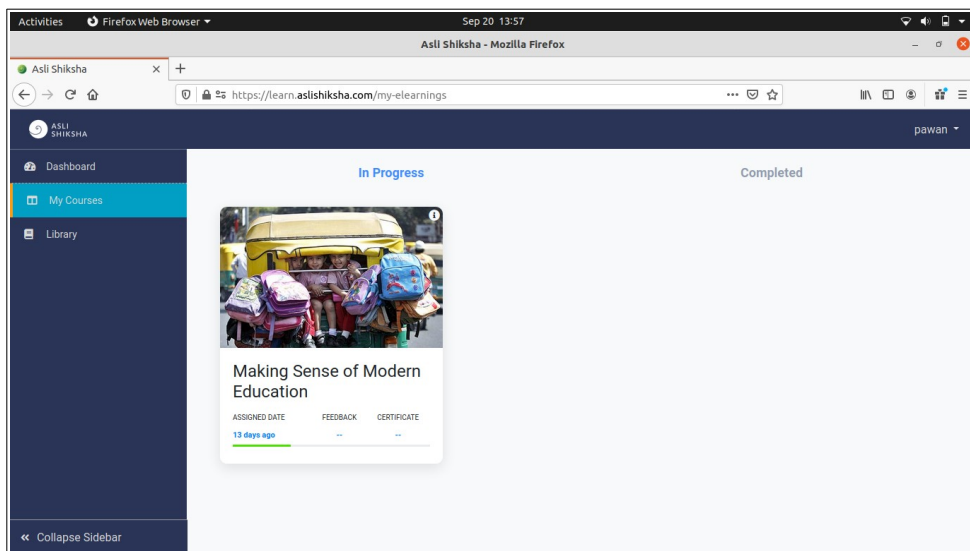 Activities Firefox Web Browser Sep 20 13:57
Asli Shiksha - Mozilla Firefox
Asli Shiksha
https://learn.aslishiksha.com/my-elearnings
ASLI
SHIKSHA
pawan
Dashboard
My Courses
Library
In Progress Completed
Making Sense of Modern
Education
ASSIGNED DATE FEEDBACK CERTIFICATE
13 days ago -- --
Collapse Sidebar